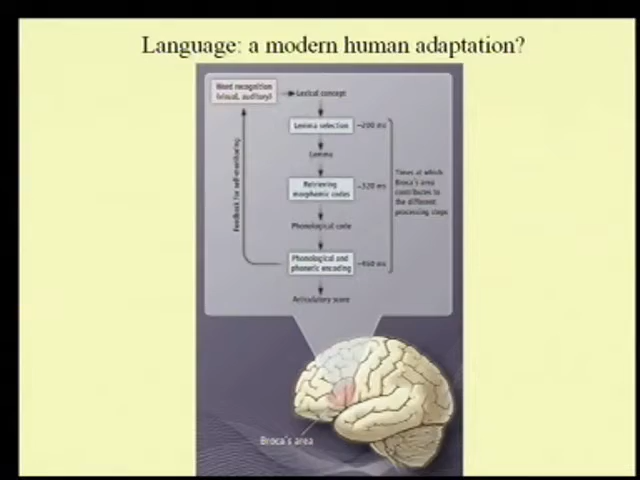 Language: a modern human adaptation?
Word recognition
(visual, auditory)
Lexical concept
Lemma selection
~200 ms
Lemma
Retrieving
morphemic codes
~320 ms
Phonological code
Phonological and
phonetic encoding
~450 ms
Articulatory score
Feedback for self-monitoring
Times at which
Broca's area
contributes to
the different
processing steps
Broca's area